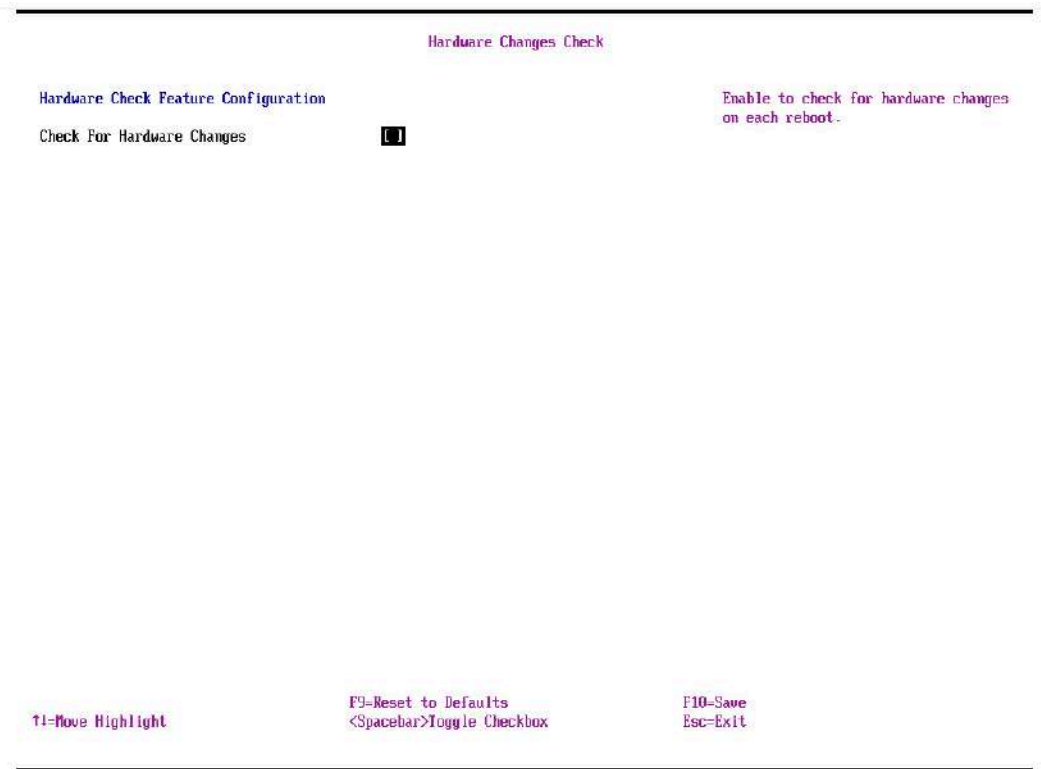 Hardware Changes Check
Hardware Check Feature Configuration
Check For Hardware Changes [ ]
Enable to check for hardware changes
on each reboot.
F9=Reset to Defaults F10=Save
↑↓=Move Highlight <Spacebar>Toggle Checkbox Esc=Exit